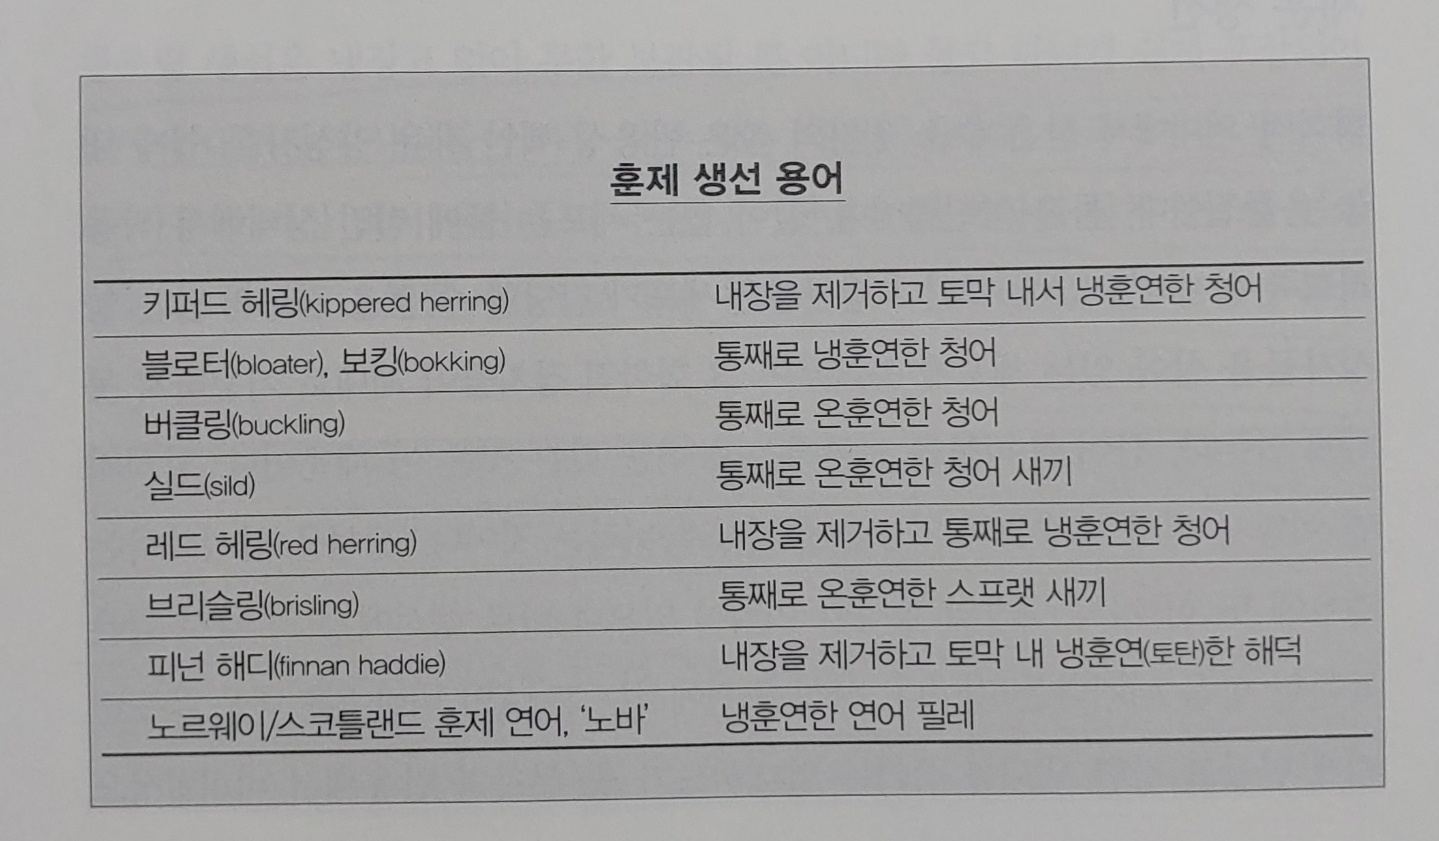 훈제 생선 용어
키퍼드 헤링(kippered herring) 내장을 제거하고 토막 내서 냉훈연한 청어
블로터(bloater), 보킹(bokking) 통째로 냉훈연한 청어
버클링(buckling) 통째로 온훈연한 청어
실드(sild) 통째로 온훈연한 청어 새끼
레드 헤링(red herring) 내장을 제거하고 통째로 냉훈연한 청어
브리슬링(brisling) 통째로 온훈연한 스프랫 새끼
피넌 해디(finnan haddie) 내장을 제거하고 토막 내 냉훈연(토탄)한 해덕
노르웨이/스코틀랜드 훈제 연어, ‘노바’ 냉훈연한 연어 필레